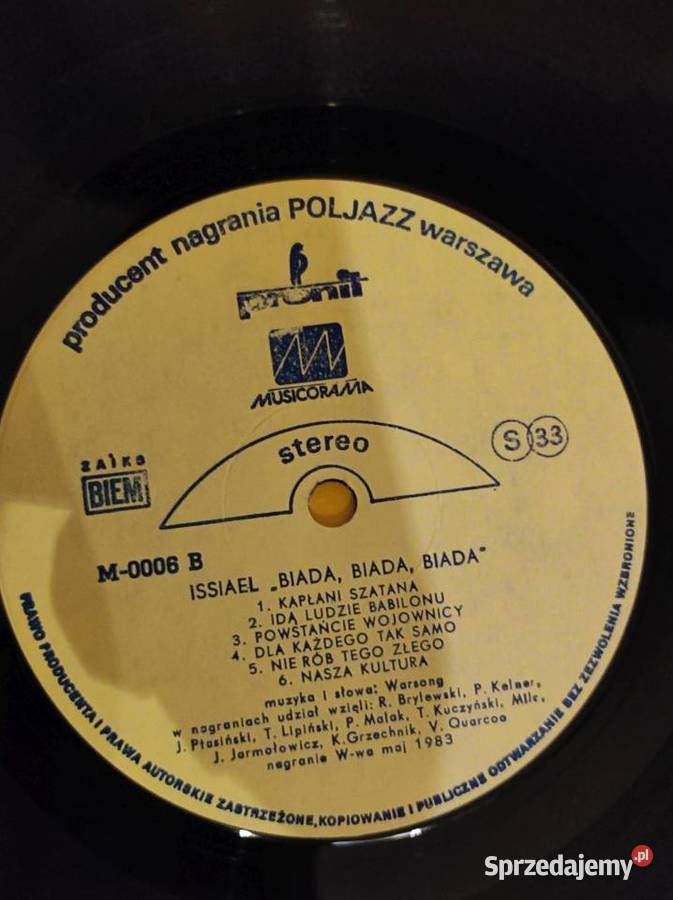 producent nagrania POLJAZZ warszawa
pronit
MUSICORAMA
stereo
S 33
ZAIKS
BIEM
M-0006 B
ISSIAEL „BIADA, BIADA, BIADA"
1. KAPŁANI SZATANA
2. IDĄ LUDZIE BABILONU
3. POWSTAŃCIE WOJOWNICY
4. DLA KAŻDEGO TAK SAMO
5. NIE RÓB TEGO ZŁEGO
6. NASZA KULTURA
muzyka i słowa: Warsong
w nagraniach udział wzięli: R. Brylewski, P. Kelner,
J. Ptasiński, T. Lipiński, P. Malak, T. Kuczyński, Mile,
J. Jarmołowicz, K. Grzechnik, V. Quarcoo
nagranie W-wa maj 1983
PRAWO PRODUCENTA I PRAWA AUTORSKIE ZASTRZEŻONE, KOPIOWANIE I PUBLICZNE ODTWARZANIE BEZ ZEZWOLENIA WZBRONIONE
Sprzedajemy.pl